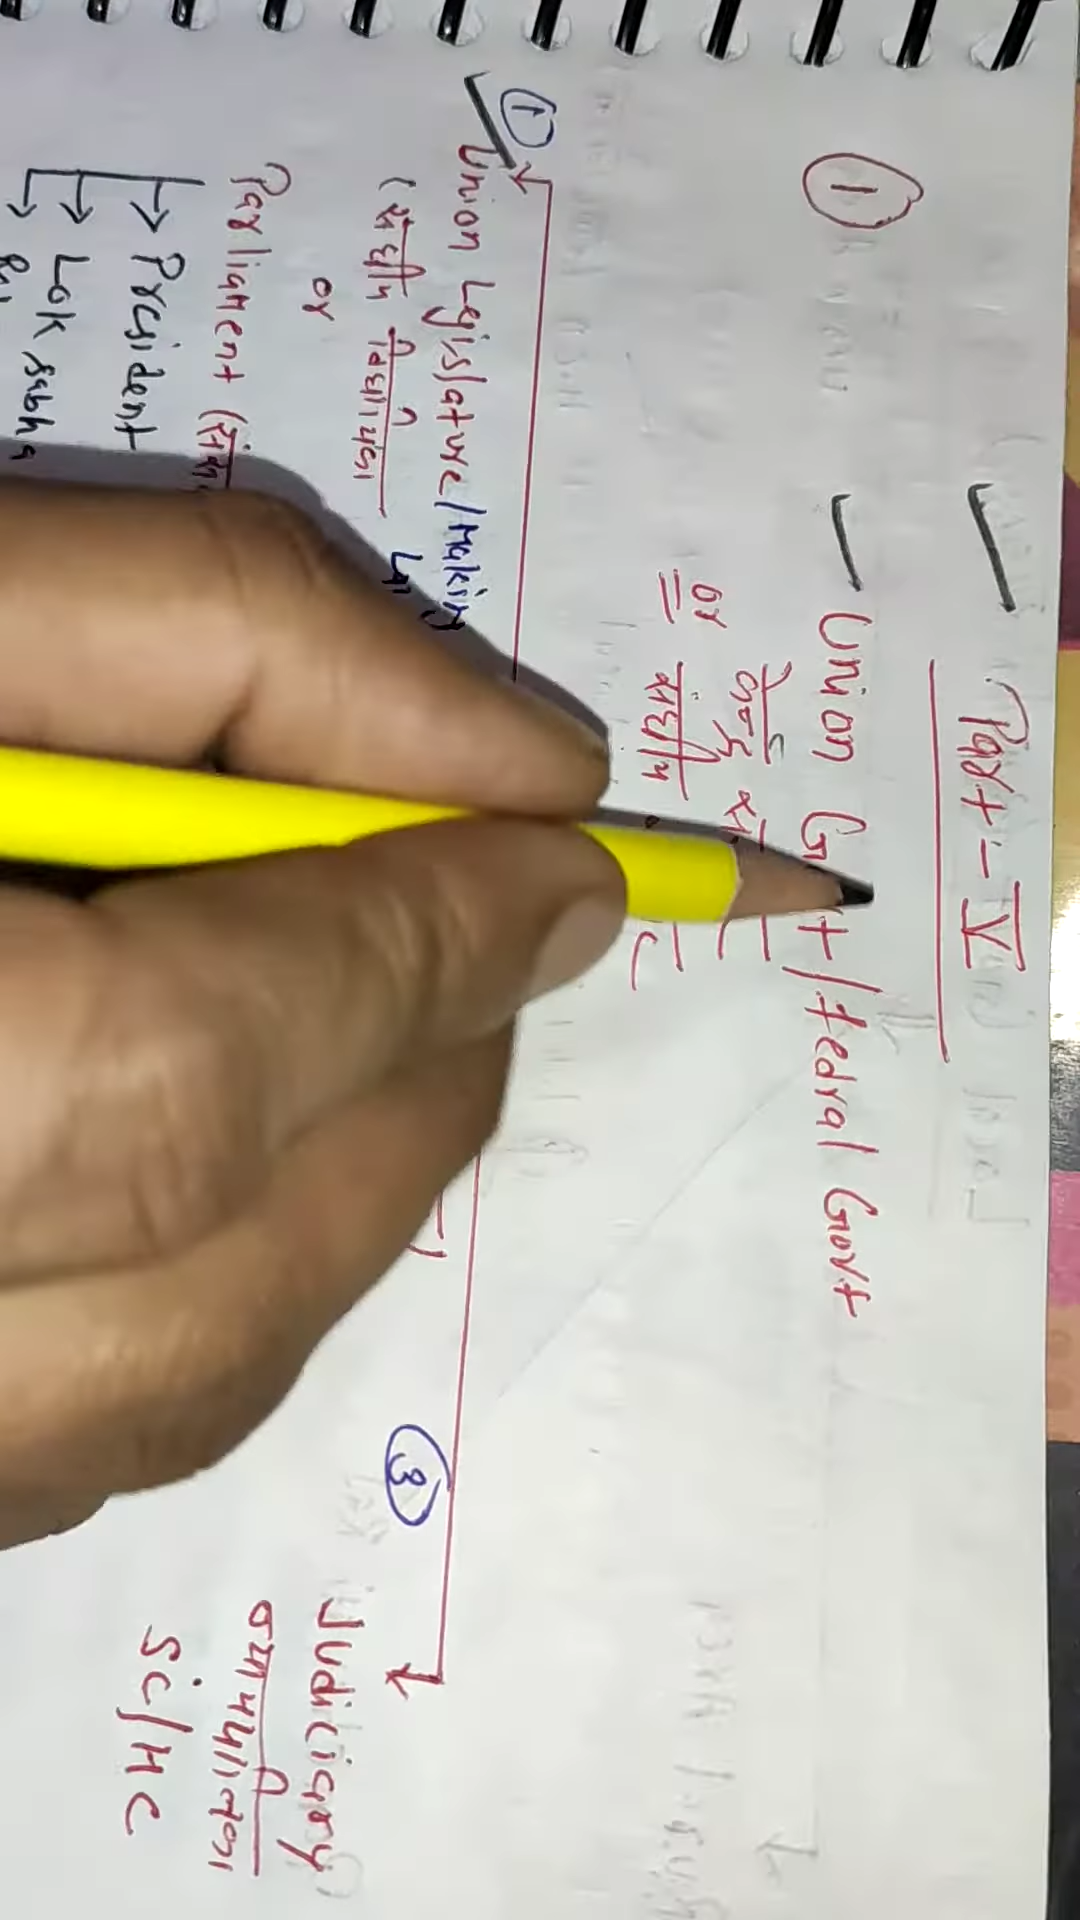 Part - V
① Union Govt / fedral Govt
or
संघीय
①
Union Legislature/Making
(संघीय विधायिका
or
Parliament
→ President
→ Lok sabha
③
Judiciary
न्यायपालिका
SC/HC